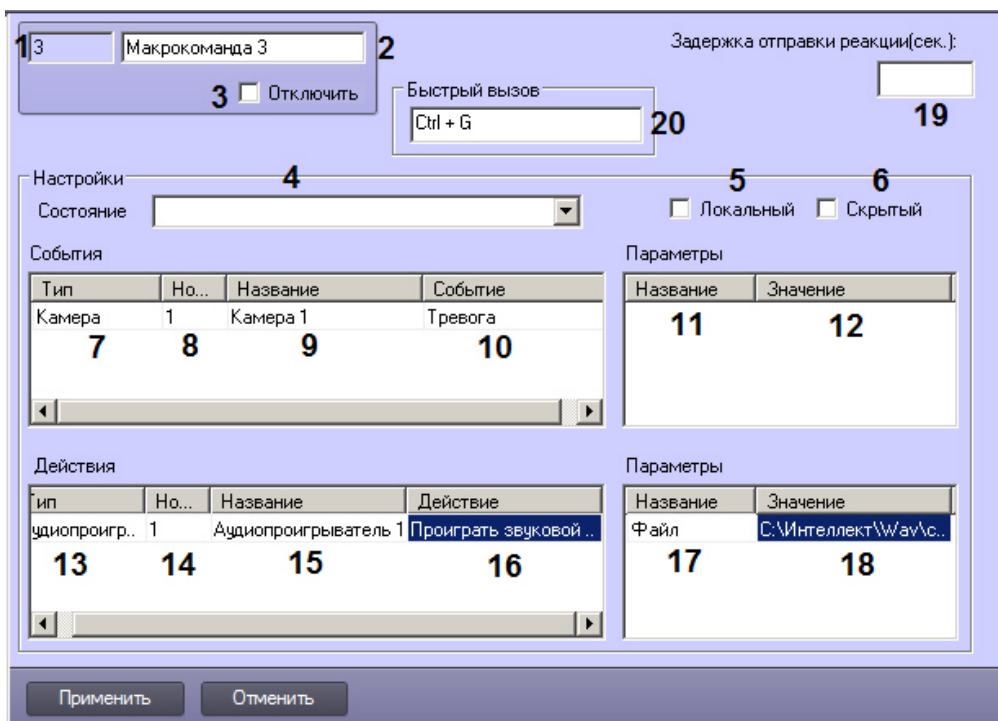 1 3 Макрокоманда 3 2 Задержка отправки реакции(сек.):
3 Отключить Быстрый вызов
Ctrl + G 20 19
Настройки 4 5 6
Состояние Локальный Скрытый
События Параметры
Тип Но... Название Событие Название Значение
Камера 1 Камера 1 Тревога
7 8 9 10 11 12
Действия Параметры
Тип Но... Название Действие Название Значение
удиопроигр.. 1 Аудиопроигрыватель 1 Проиграть звуковой .. Файл C:\Интеллект\Wav\c..
13 14 15 16 17 18
Применить Отменить